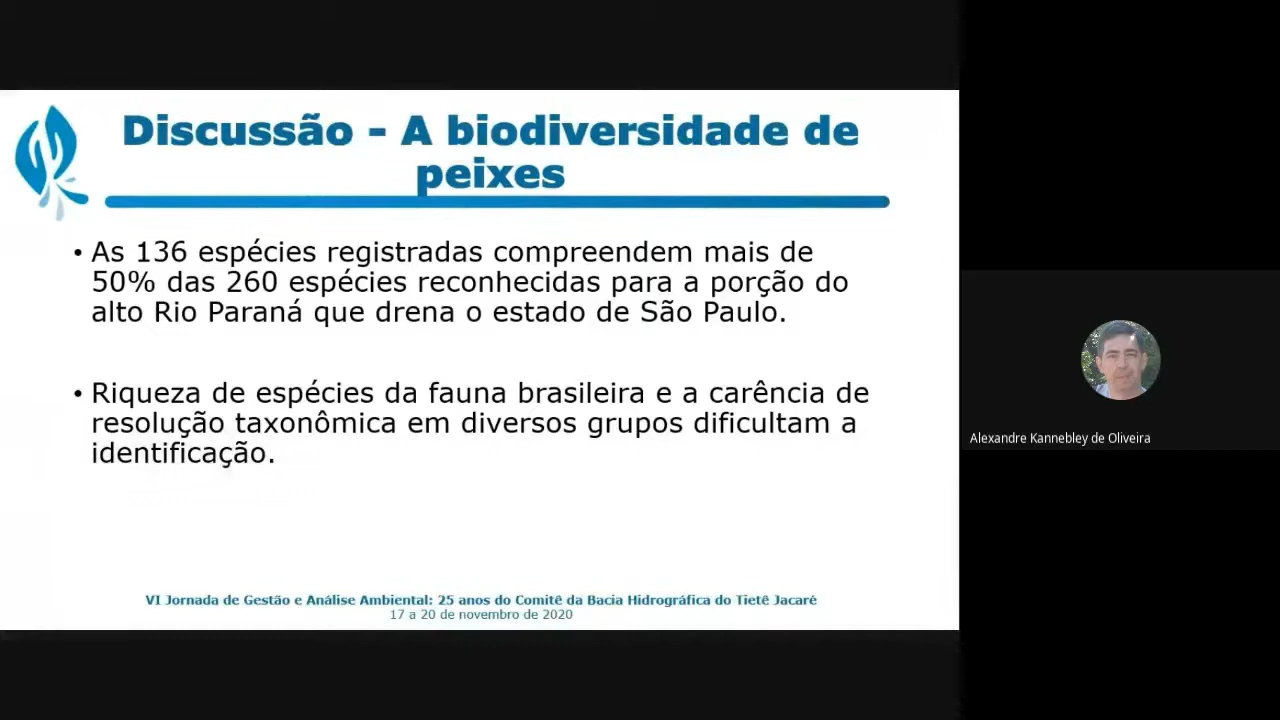 Discussão - A biodiversidade de
peixes
• As 136 espécies registradas compreendem mais de
50% das 260 espécies reconhecidas para a porção do
alto Rio Paraná que drena o estado de São Paulo.
• Riqueza de espécies da fauna brasileira e a carência de
resolução taxonômica em diversos grupos dificultam a
identificação.
VI Jornada de Gestão e Análise Ambiental: 25 anos do Comitê da Bacia Hidrográfica do Tietê Jacaré
17 a 20 de novembro de 2020
Alexandre Kannebley de Oliveira